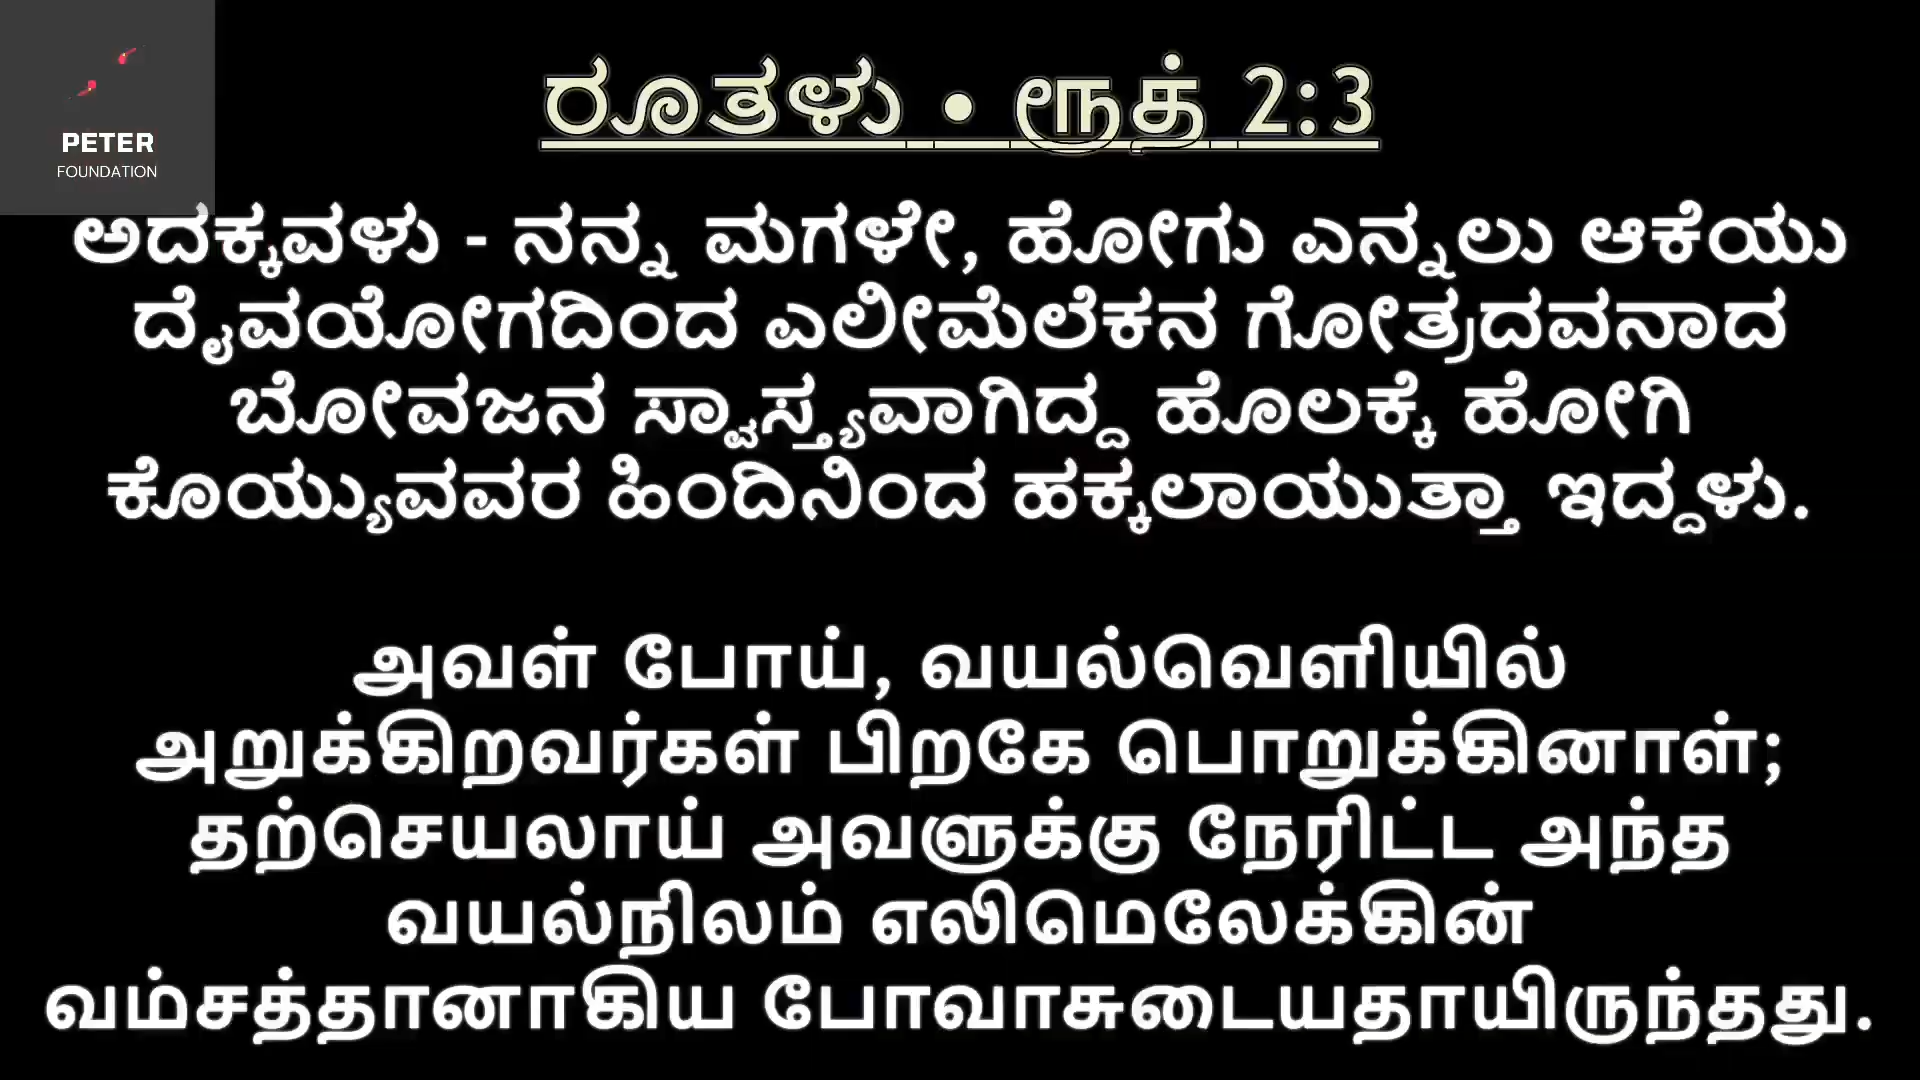 PETER
FOUNDATION
ರೂತಳು • ரூத் 2:3
ಅದಕ್ಕವಳು - ನನ್ನ ಮಗಳೇ, ಹೋಗು ಎನ್ನಲು ಆಕೆಯು
ದೈವಯೋಗದಿಂದ ಎಲೀಮೆಲೆಕನ ಗೋತ್ರದವನಾದ
ಬೋವಜನ ಸ್ವಾಸ್ತ್ಯವಾಗಿದ್ದ ಹೊಲಕ್ಕೆ ಹೋಗಿ
ಕೊಯ್ಯುವವರ ಹಿಂದಿನಿಂದ ಹಕ್ಕಲಾಯುತ್ತಾ ಇದ್ದಳು.
அவள் போய், வயல்வெளியில்
அறுக்கிறவர்கள் பிறகே பொறுக்கினாள்;
தற்செயலாய் அவளுக்கு நேரிட்ட அந்த
வயல்நிலம் எலிமெலேக்கின்
வம்சத்தானாகிய போவாசுடையதாயிருந்தது.